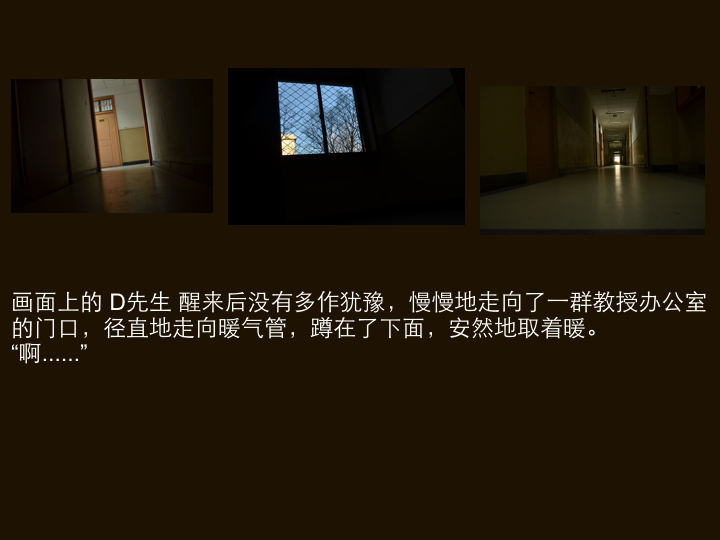 画面上的 D先生 醒来后没有多作犹豫，慢慢地走向了一群教授办公室
的门口，径直地走向暖气管，蹲在了下面，安然地取着暖。
“啊......”